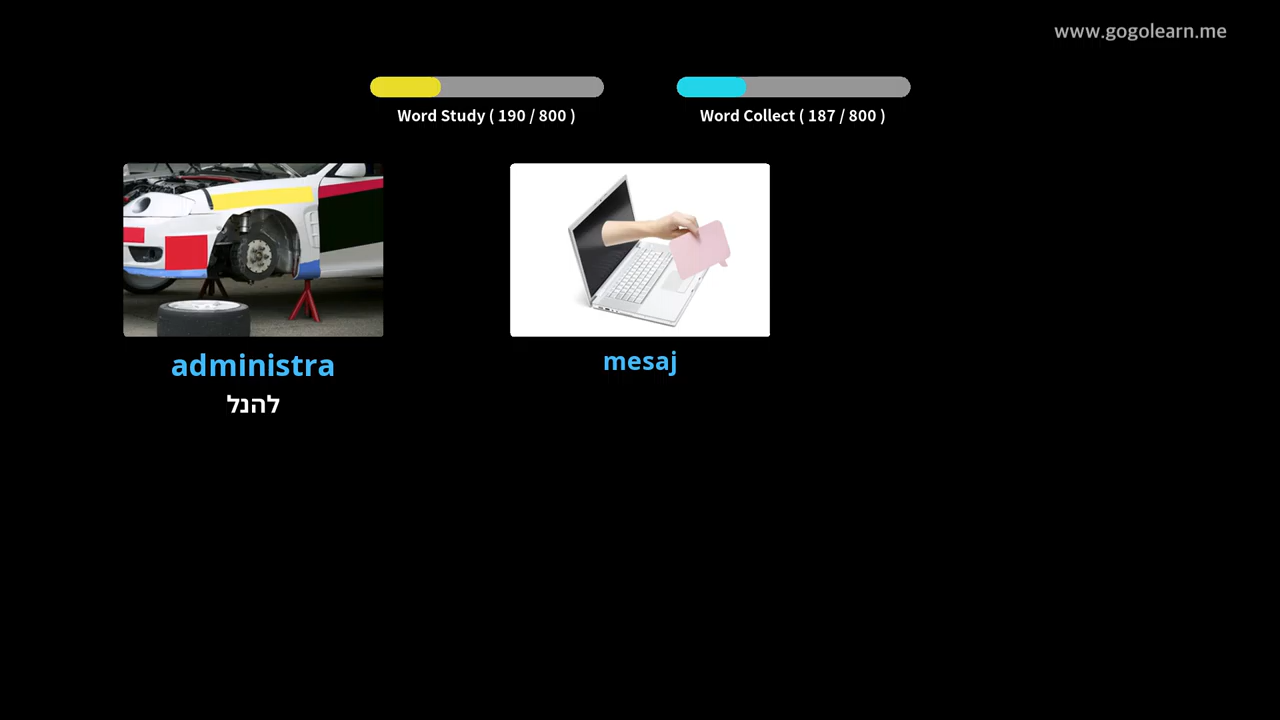 www.gogolearn.me
Word Study ( 190 / 800 )
Word Collect ( 187 / 800 )
administra
להנל
mesaj